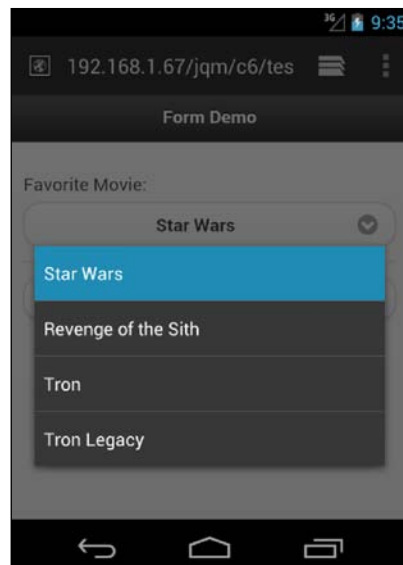 3G 9:35
192.168.1.67/jqm/c6/tes
Form Demo
Favorite Movie:
Star Wars
Star Wars
Revenge of the Sith
Tron
Tron Legacy